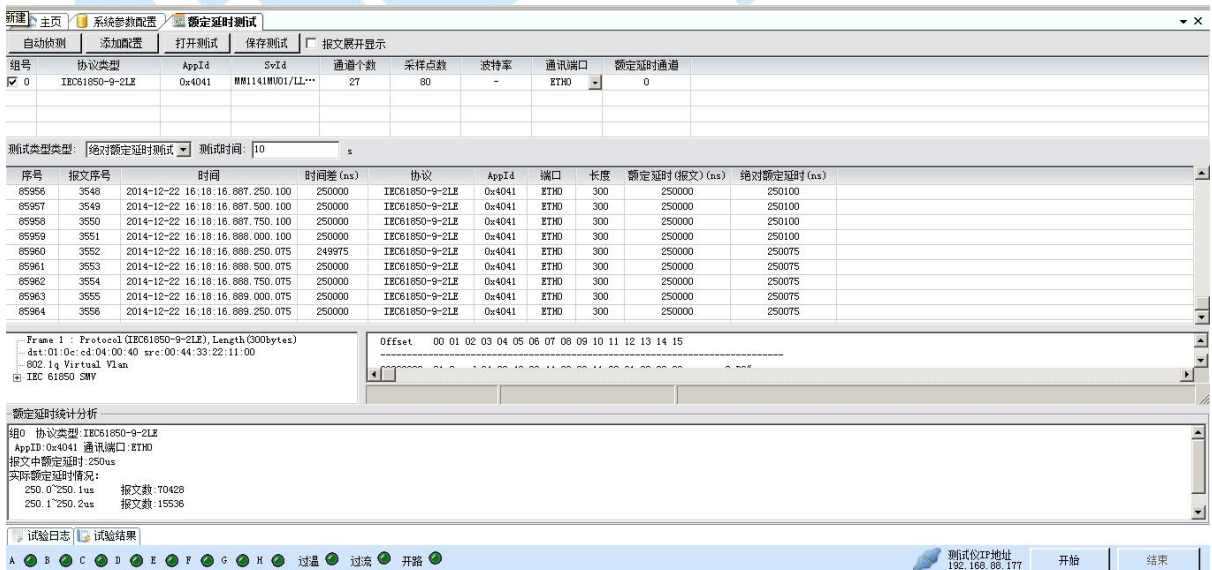 新建 主页 系统参数配置 额定延时测试
自动侦测 添加配置 打开测试 保存测试 报文展开显示
组号 协议类型 AppId SvId 通道个数 采样点数 波特率 通讯端口 额定延时通道
0 IEC61850-9-2LE 0x4041 MM1141MU01/LL… 27 80 - ETH0 0
测试类型类型: 绝对额定延时测试 测试时间: 10 s
序号 报文序号 时间 时间差(ns) 协议 AppId 端口 长度 额定延时(报文)(ns) 绝对额定延时(ns)
85956 3548 2014-12-22 16:18:16.887.250.100 250000 IEC61850-9-2LE 0x4041 ETH0 300 250000 250100
85957 3549 2014-12-22 16:18:16.887.500.100 250000 IEC61850-9-2LE 0x4041 ETH0 300 250000 250100
85958 3550 2014-12-22 16:18:16.887.750.100 250000 IEC61850-9-2LE 0x4041 ETH0 300 250000 250100
85959 3551 2014-12-22 16:18:16.888.000.100 250000 IEC61850-9-2LE 0x4041 ETH0 300 250000 250100
85960 3552 2014-12-22 16:18:16.888.250.075 249975 IEC61850-9-2LE 0x4041 ETH0 300 250000 250075
85961 3553 2014-12-22 16:18:16.888.500.075 250000 IEC61850-9-2LE 0x4041 ETH0 300 250000 250075
85962 3554 2014-12-22 16:18:16.888.750.075 250000 IEC61850-9-2LE 0x4041 ETH0 300 250000 250075
85963 3555 2014-12-22 16:18:16.889.000.075 250000 IEC61850-9-2LE 0x4041 ETH0 300 250000 250075
85964 3556 2014-12-22 16:18:16.889.250.075 250000 IEC61850-9-2LE 0x4041 ETH0 300 250000 250075
Frame 1 : Protocol(IEC61850-9-2LE),Length(300bytes)
dst:01:0c:cd:04:00:40 src:00:44:33:22:11:00
802.1q Virtual Vlan
IEC 61850 SMV
Offset 00 01 02 03 04 05 06 07 08 09 10 11 12 13 14 15
额定延时统计分析
组0 协议类型:IEC61850-9-2LE
AppID:0x4041 通讯端口:ETH0
报文中额定延时:250us
实际额定延时情况:
250.0~250.1us 报文数:70428
250.1~250.2us 报文数:15536
试验日志 试验结果
A B C D E F G H 过温 过流 开路 测试仪IP地址 192.168.88.177 开始 结束